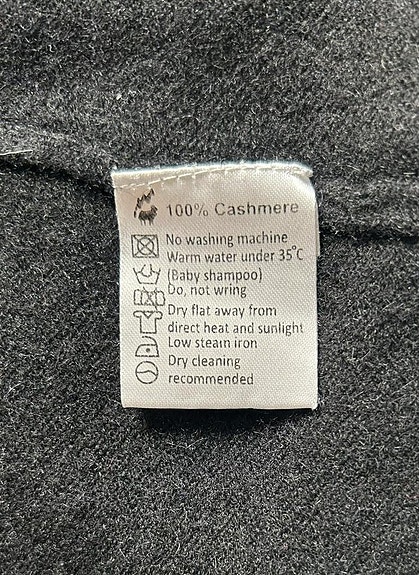 100% Cashmere
No washing machine
Warm water under 35°C
(Baby shampoo)
Do, not wring
Dry flat away from
direct heat and sunlight
Low steam iron
Dry cleaning
recommended